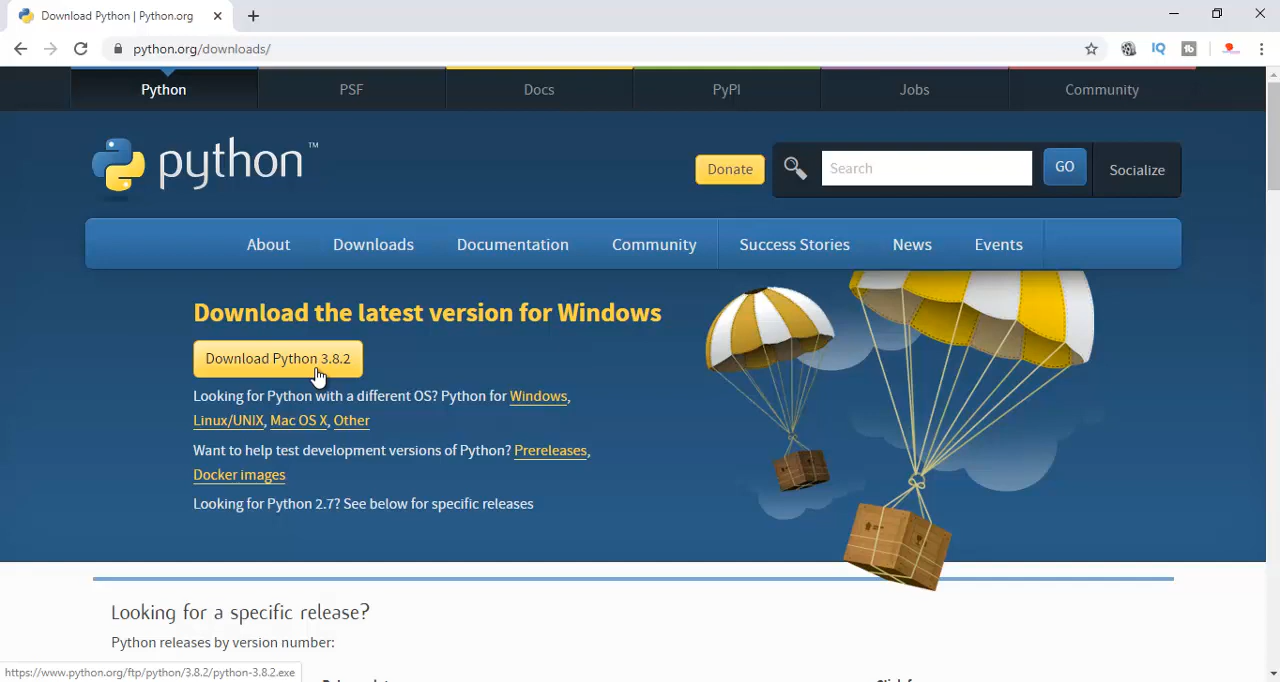 Download Python | Python.org
python.org/downloads/
IQ
Python PSF Docs PyPI Jobs Community
python™
Donate Search GO Socialize
About Downloads Documentation Community Success Stories News Events
Download the latest version for Windows
Download Python 3.8.2
Looking for Python with a different OS? Python for Windows,
Linux/UNIX, Mac OS X, Other
Want to help test development versions of Python? Prereleases,
Docker images
Looking for Python 2.7? See below for specific releases
Looking for a specific release?
Python releases by version number:
https://www.python.org/ftp/python/3.8.2/python-3.8.2.exe